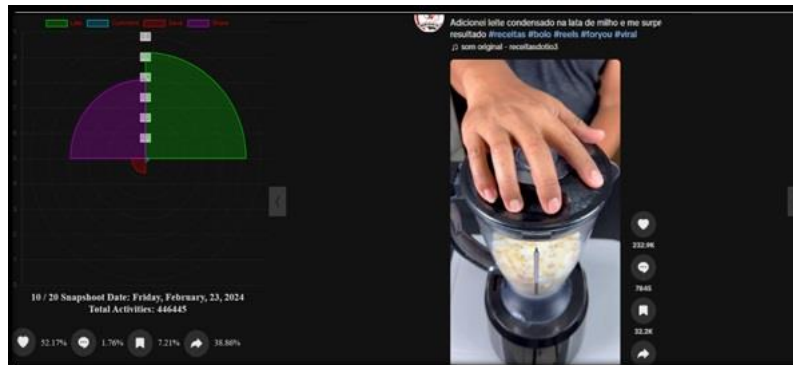 Like Comment Save Share
10 / 20 Snapshoot Date: Friday, February, 23, 2024
Total Activities: 446445
52.17% 1.76% 7.21% 38.86%
Adicionei leite condensado na lata de milho e me surpr
resultado #receitas #bolo #reels #foryou #viral
som original - receitasdotio3
232.9K
7845
32.2K